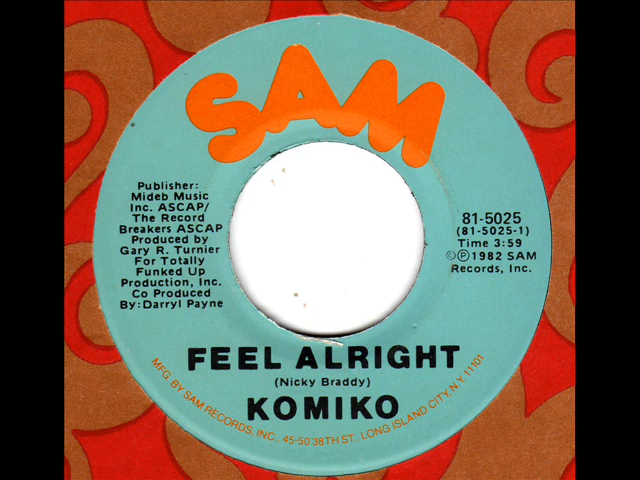 SAM
Publisher:
Mideb Music
Inc. ASCAP/
The Record
Breakers ASCAP
Produced by
Gary R. Turnier
For Totally
Funked Up
Production, Inc.
Co Produced
By: Darryl Payne
81-5025
(81-5025-1)
Time 3:59
©Ⓟ1982 SAM
Records, Inc.
FEEL ALRIGHT
(Nicky Braddy)
KOMIKO
MFG. BY SAM RECORDS, INC., 45-50 38TH ST., LONG ISLAND CITY, N.Y. 11101